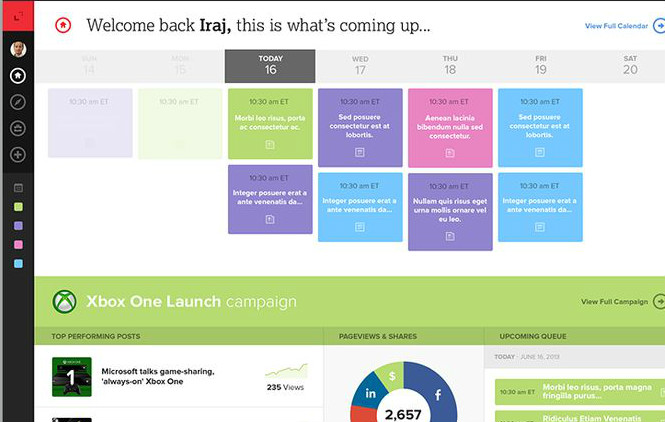 Welcome back Iraj, this is what's coming up...
View Full Calendar
SUN
14
MON
15
TODAY
16
WED
17
THU
18
FRI
19
SAT
20
10:30 am ET
10:30 am ET
10:30 am ET
Morbi leo risus, porta
ac consectetur ac.
10:30 am ET
Sed posuere
consectetur est at
lobortis.
10:30 am ET
Aenean lacinia
bibendum nulla sed
consectetur.
10:30 am ET
Sed posuere
consectetur est at
lobortis.
10:30 am ET
Integer posuere erat a
ante venenatis da...
10:30 am ET
Integer posuere erat a
ante venenatis da...
10:30 am ET
Nullam quis risus eget
urna mollis ornare vel
eu leo.
10:30 am ET
Integer posuere erat a
ante venenatis da...
Xbox One Launch campaign
View Full Campaign
TOP PERFORMING POSTS
PAGEVIEWS & SHARES
UPCOMING QUEUE
TODAY - JUNE 16, 2013
1
Microsoft talks game-sharing,
'always-on' Xbox One
235 Views
$
in
f
2,657
10:30 am ET
Morbi leo risus, porta magna
fringilla purus...
10:30 am ET
Ridiculus Etiam Venenatis